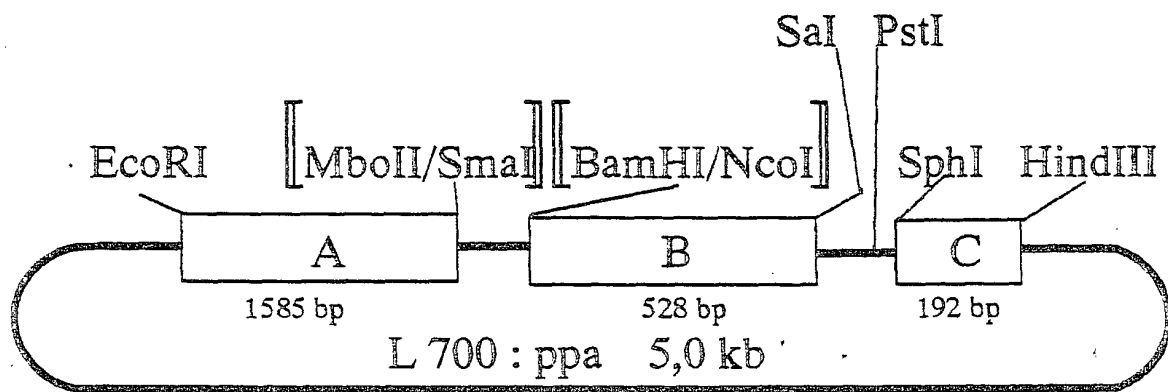 SaI PstI
EcoRI [MboII/SmaI] [BamHI/NcoI] SphI HindIII
A B C
1585 bp 528 bp 192 bp
L 700 : ppa 5,0 kb